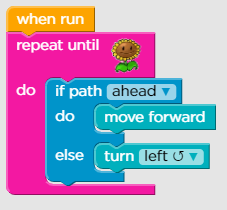 when run
repeat until
do if path ahead ▼
do move forward
else turn left ↺ ▼